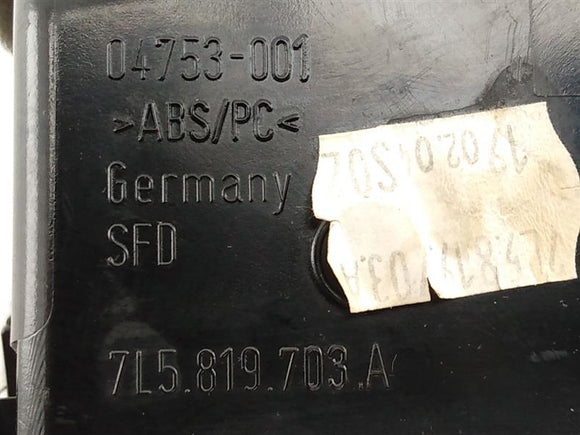 04753-001
>ABS/PC<
Germany
SFD
7L5.819.703.A